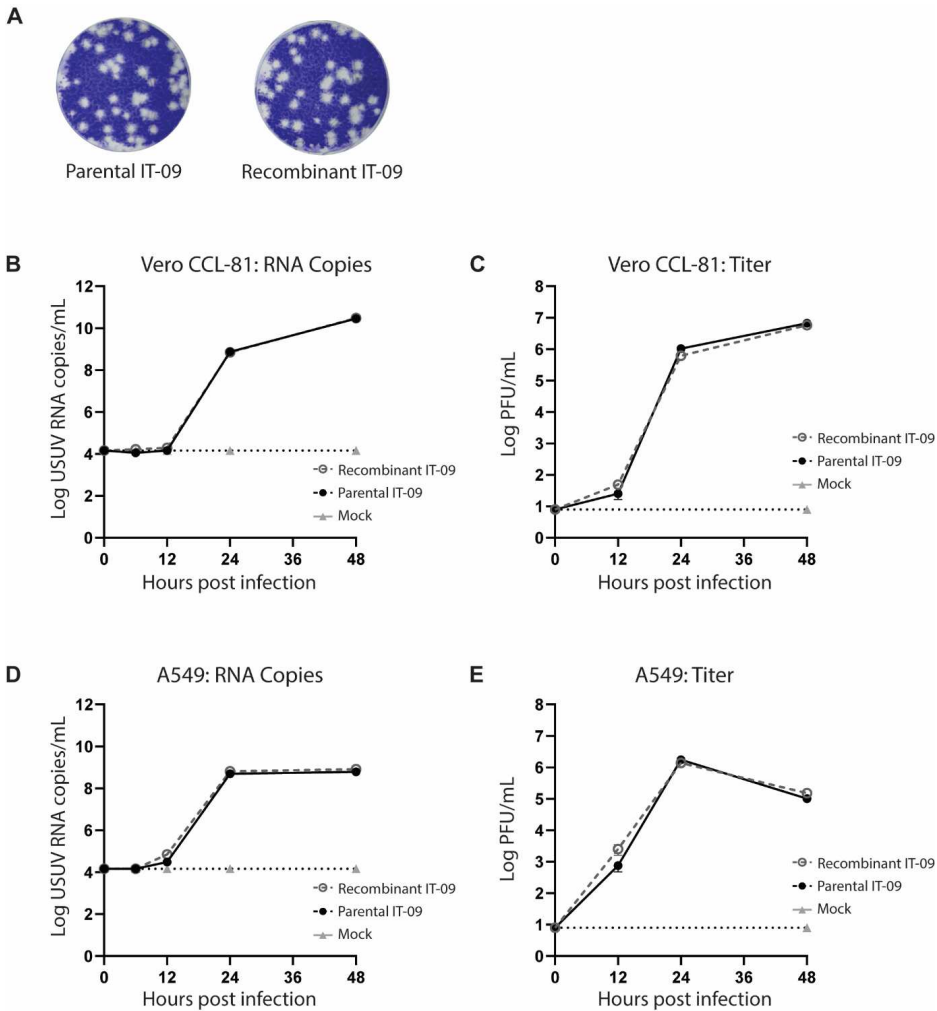 A
Parental IT-09
Recombinant IT-09
B
Vero CCL-81: RNA Copies
Log USUV RNA copies/mL
12
10
8
6
4
2
0
0 12 24 36 48
Hours post infection
Recombinant IT-09
Parental IT-09
Mock
C
Vero CCL-81: Titer
Log PFU/mL
8
7
6
5
4
3
2
1
0
0 12 24 36 48
Hours post infection
Recombinant IT-09
Parental IT-09
Mock
D
A549: RNA Copies
Log USUV RNA copies/mL
12
10
8
6
4
2
0
0 12 24 36 48
Hours post infection
Recombinant IT-09
Parental IT-09
Mock
E
A549: Titer
Log PFU/mL
8
7
6
5
4
3
2
1
0
0 12 24 36 48
Hours post infection
Recombinant IT-09
Parental IT-09
Mock